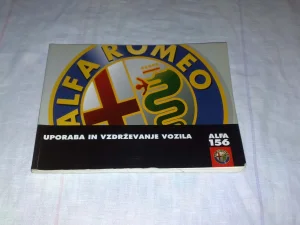 ALFA ROMEO
UPORABA IN VZDRŽEVANJE VOZILA
ALFA
156